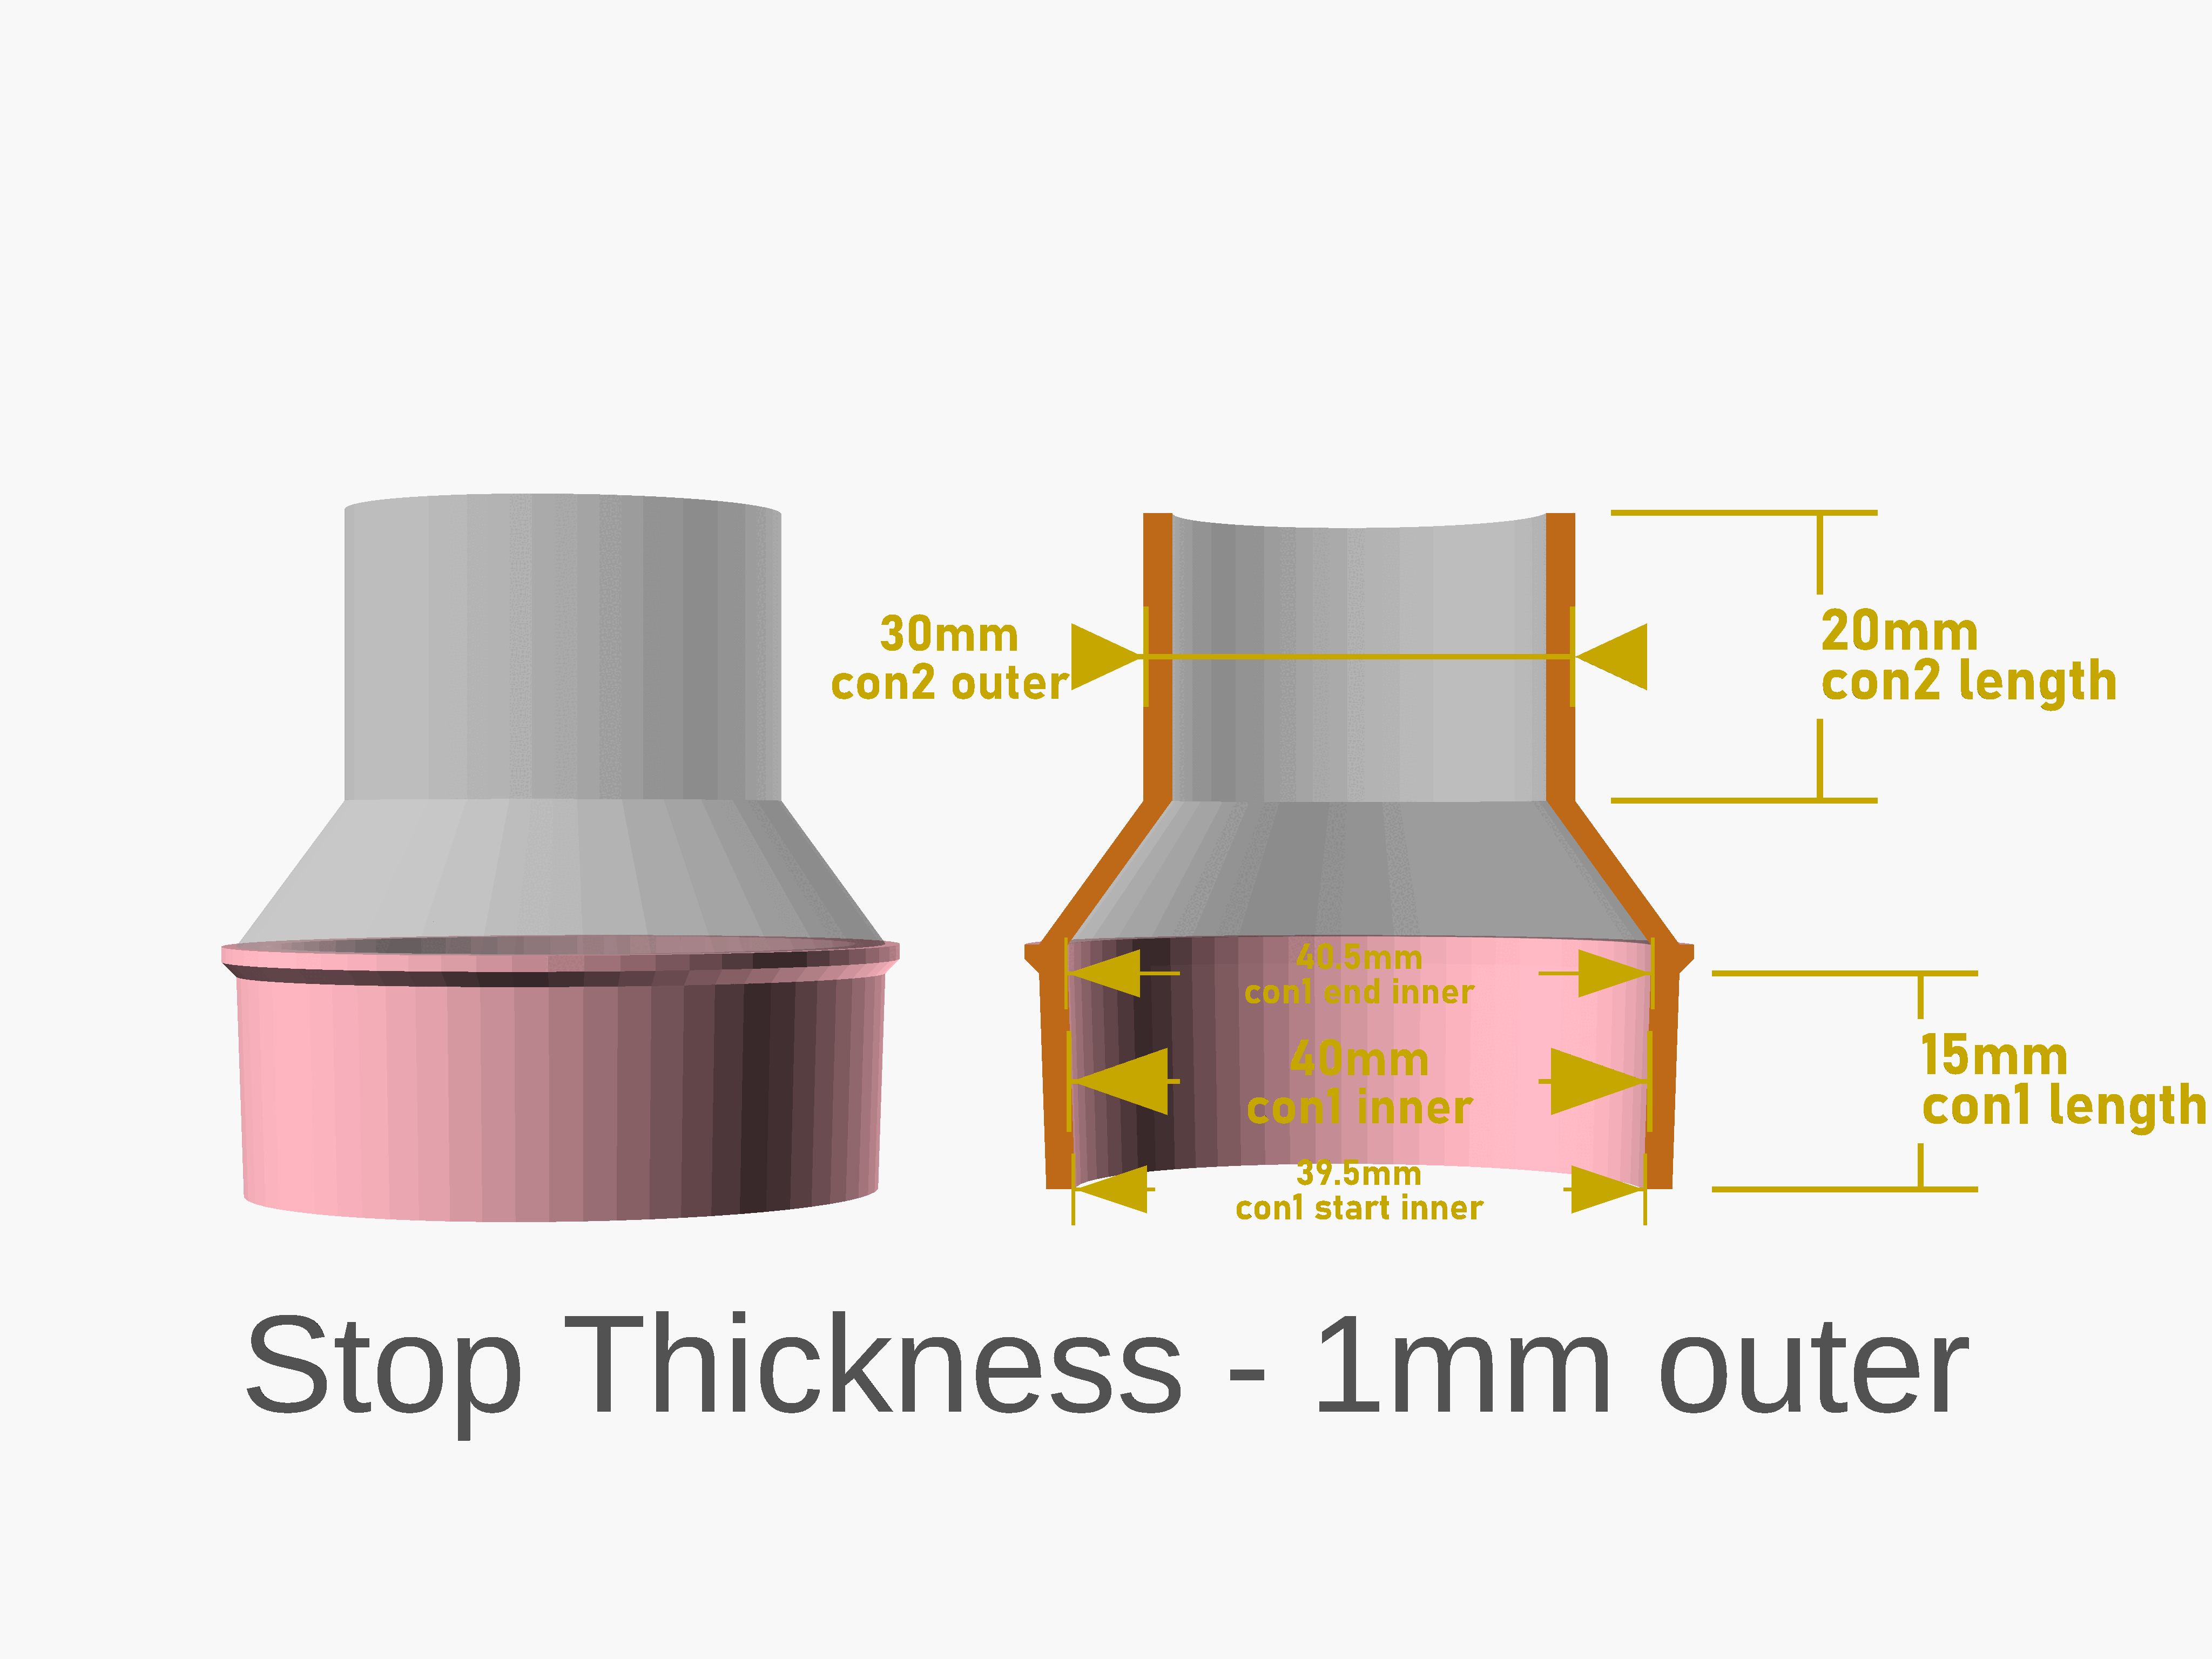 30mm
con2 outer
20mm
con2 length
40.5mm
con1 end inner
40mm
con1 inner
15mm
con1 length
39.5mm
con1 start inner
Stop Thickness - 1mm outer